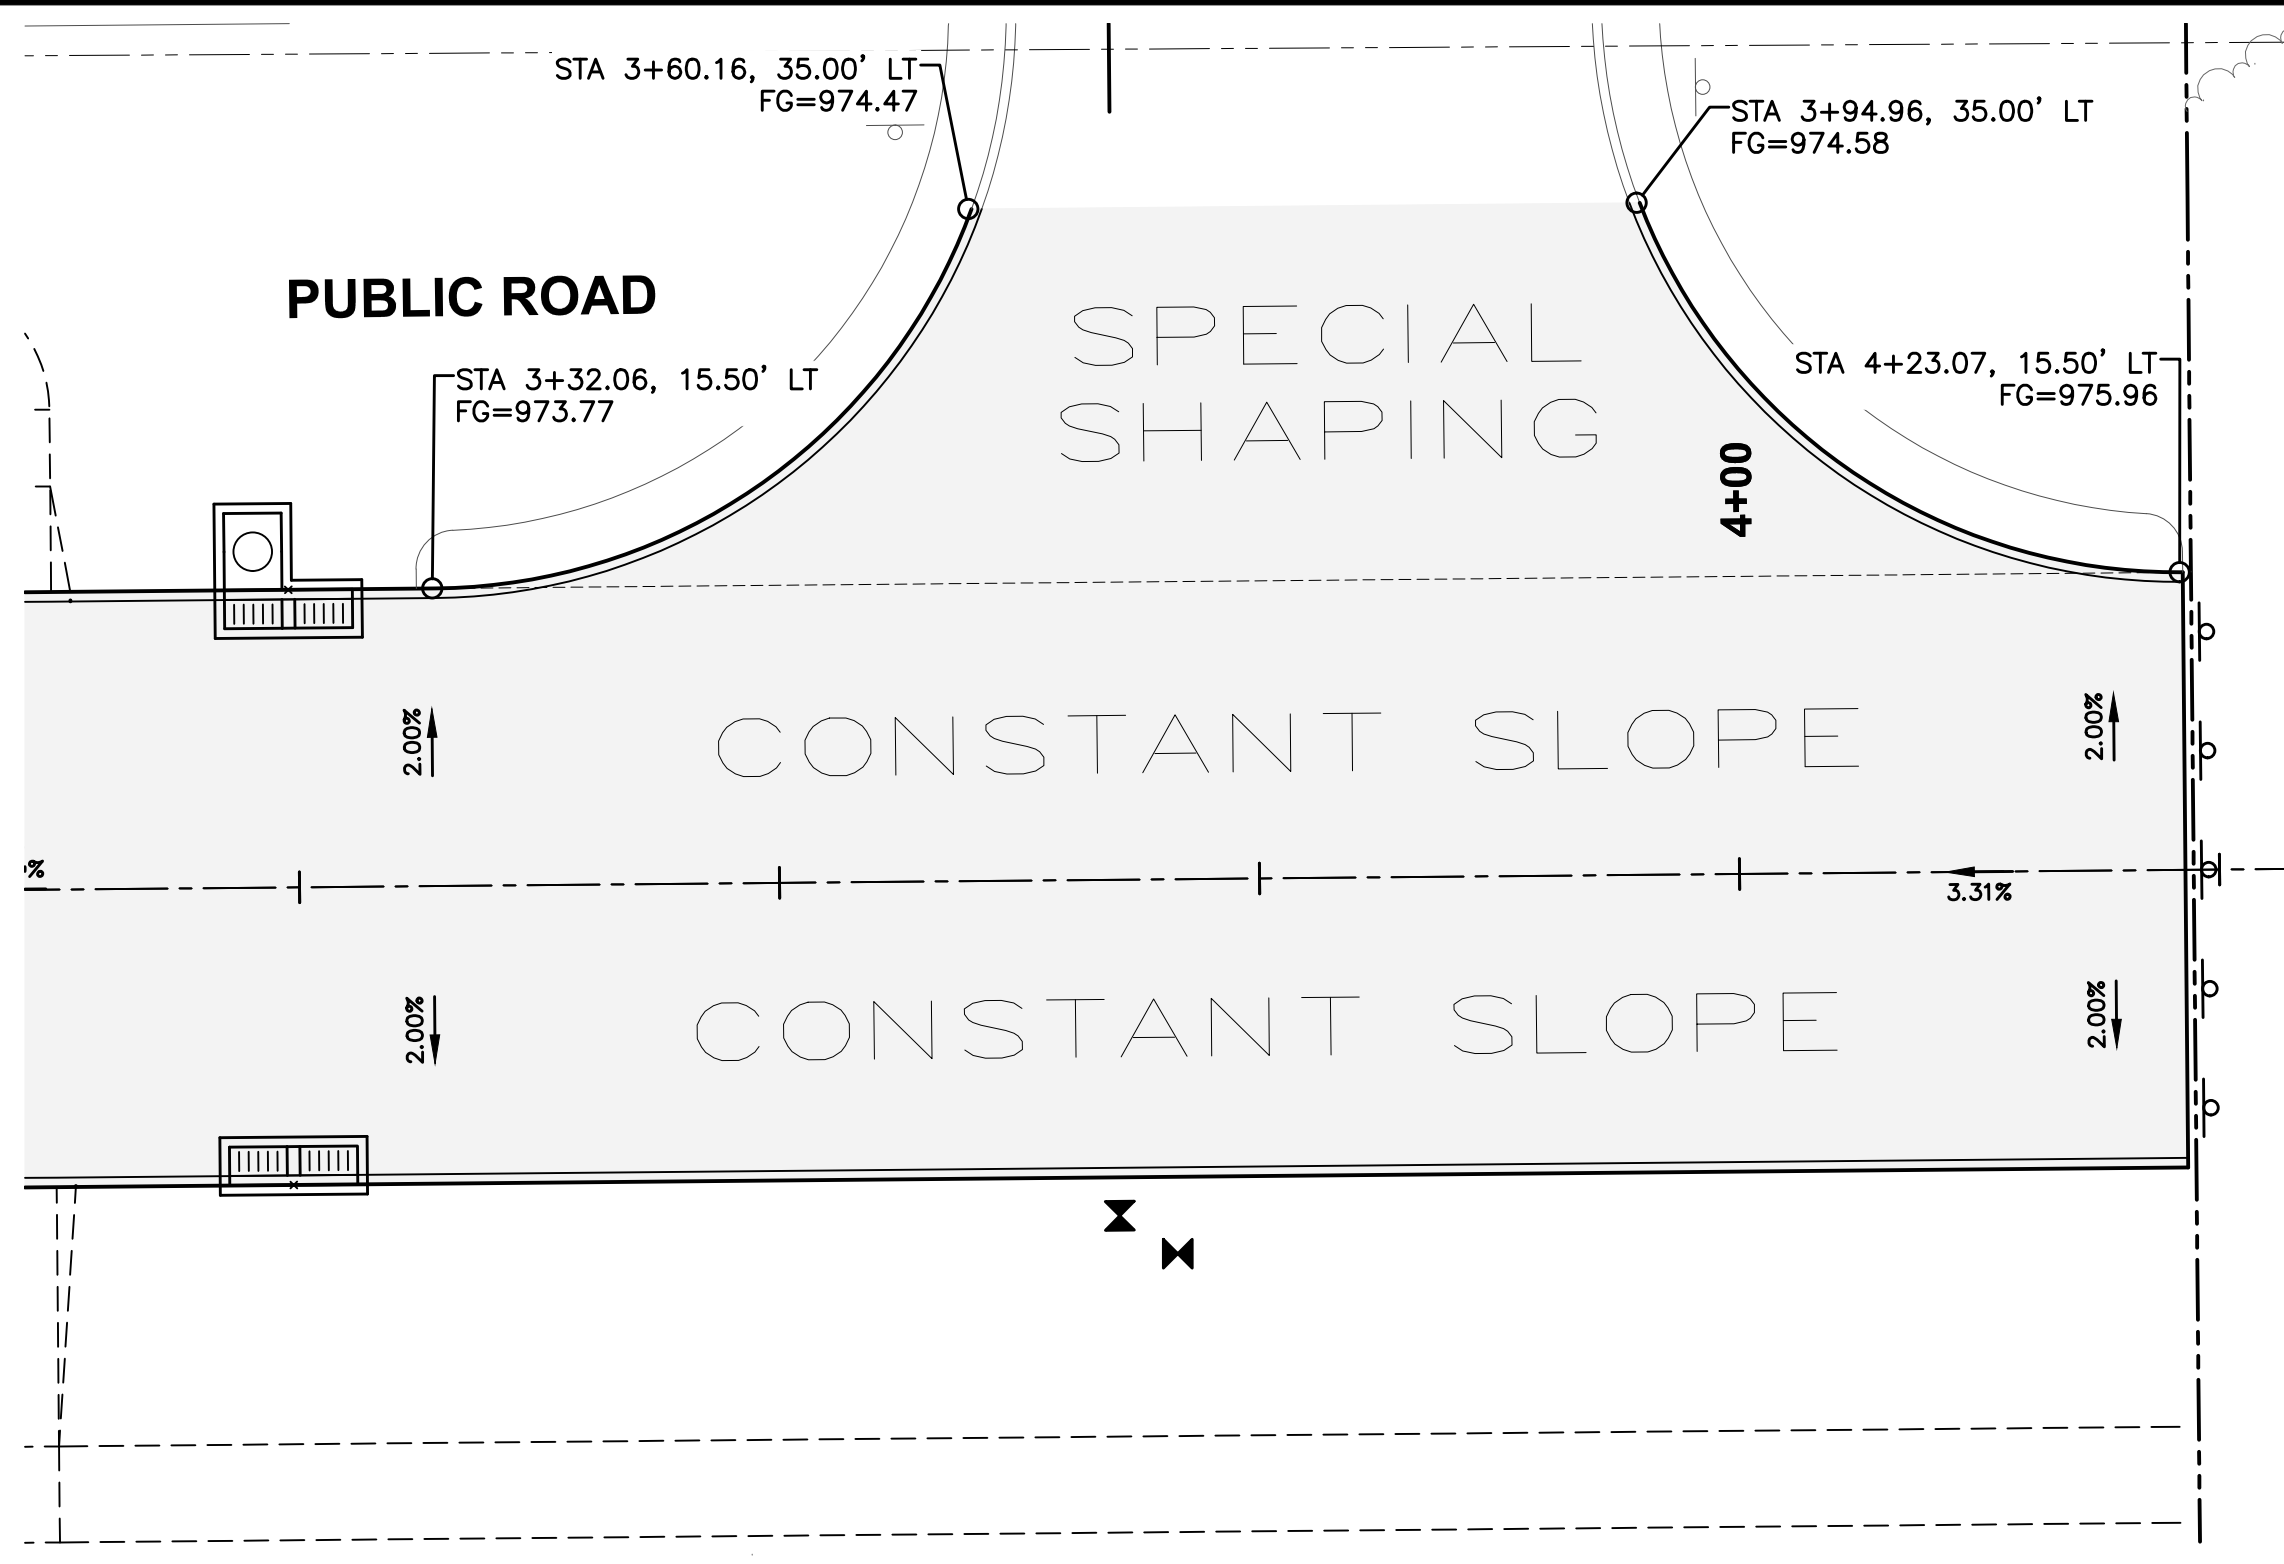 STA 3+60.16, 35.00' LT
FG=974.47
STA 3+94.96, 35.00' LT
FG=974.58
PUBLIC ROAD
SPECIAL
SHAPING
STA 3+32.06, 15.50' LT
FG=973.77
STA 4+23.07, 15.50' LT
FG=975.96
4+00
2.00%
CONSTANT SLOPE
2.00%
%
3.31%
2.00%
CONSTANT SLOPE
2.00%